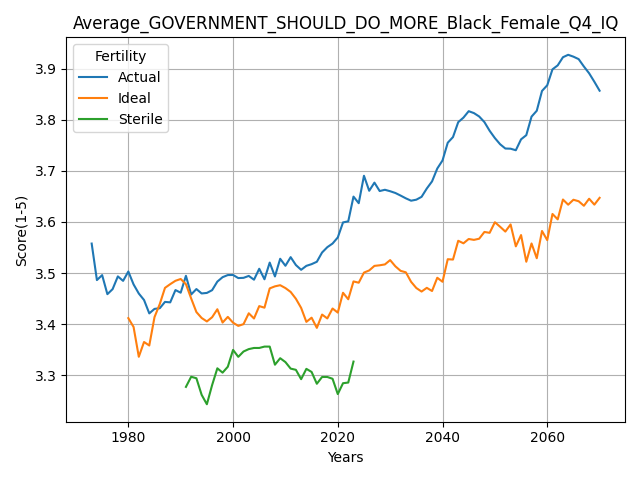 Average_GOVERNMENT_SHOULD_DO_MORE_Black_Female_Q4_IQ
Fertility
Actual
Ideal
Sterile
Score(1-5)
3.9
3.8
3.7
3.6
3.5
3.4
3.3
1980
2000
2020
2040
2060
Years